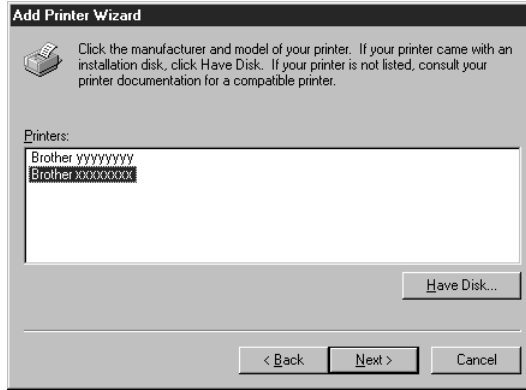 Add Printer Wizard
Click the manufacturer and model of your printer. If your printer came with an
installation disk, click Have Disk. If your printer is not listed, consult your
printer documentation for a compatible printer.
Printers:
Brother yyyyyyyy
Brother xxxxxxxx
Have Disk...
< Back
Next >
Cancel